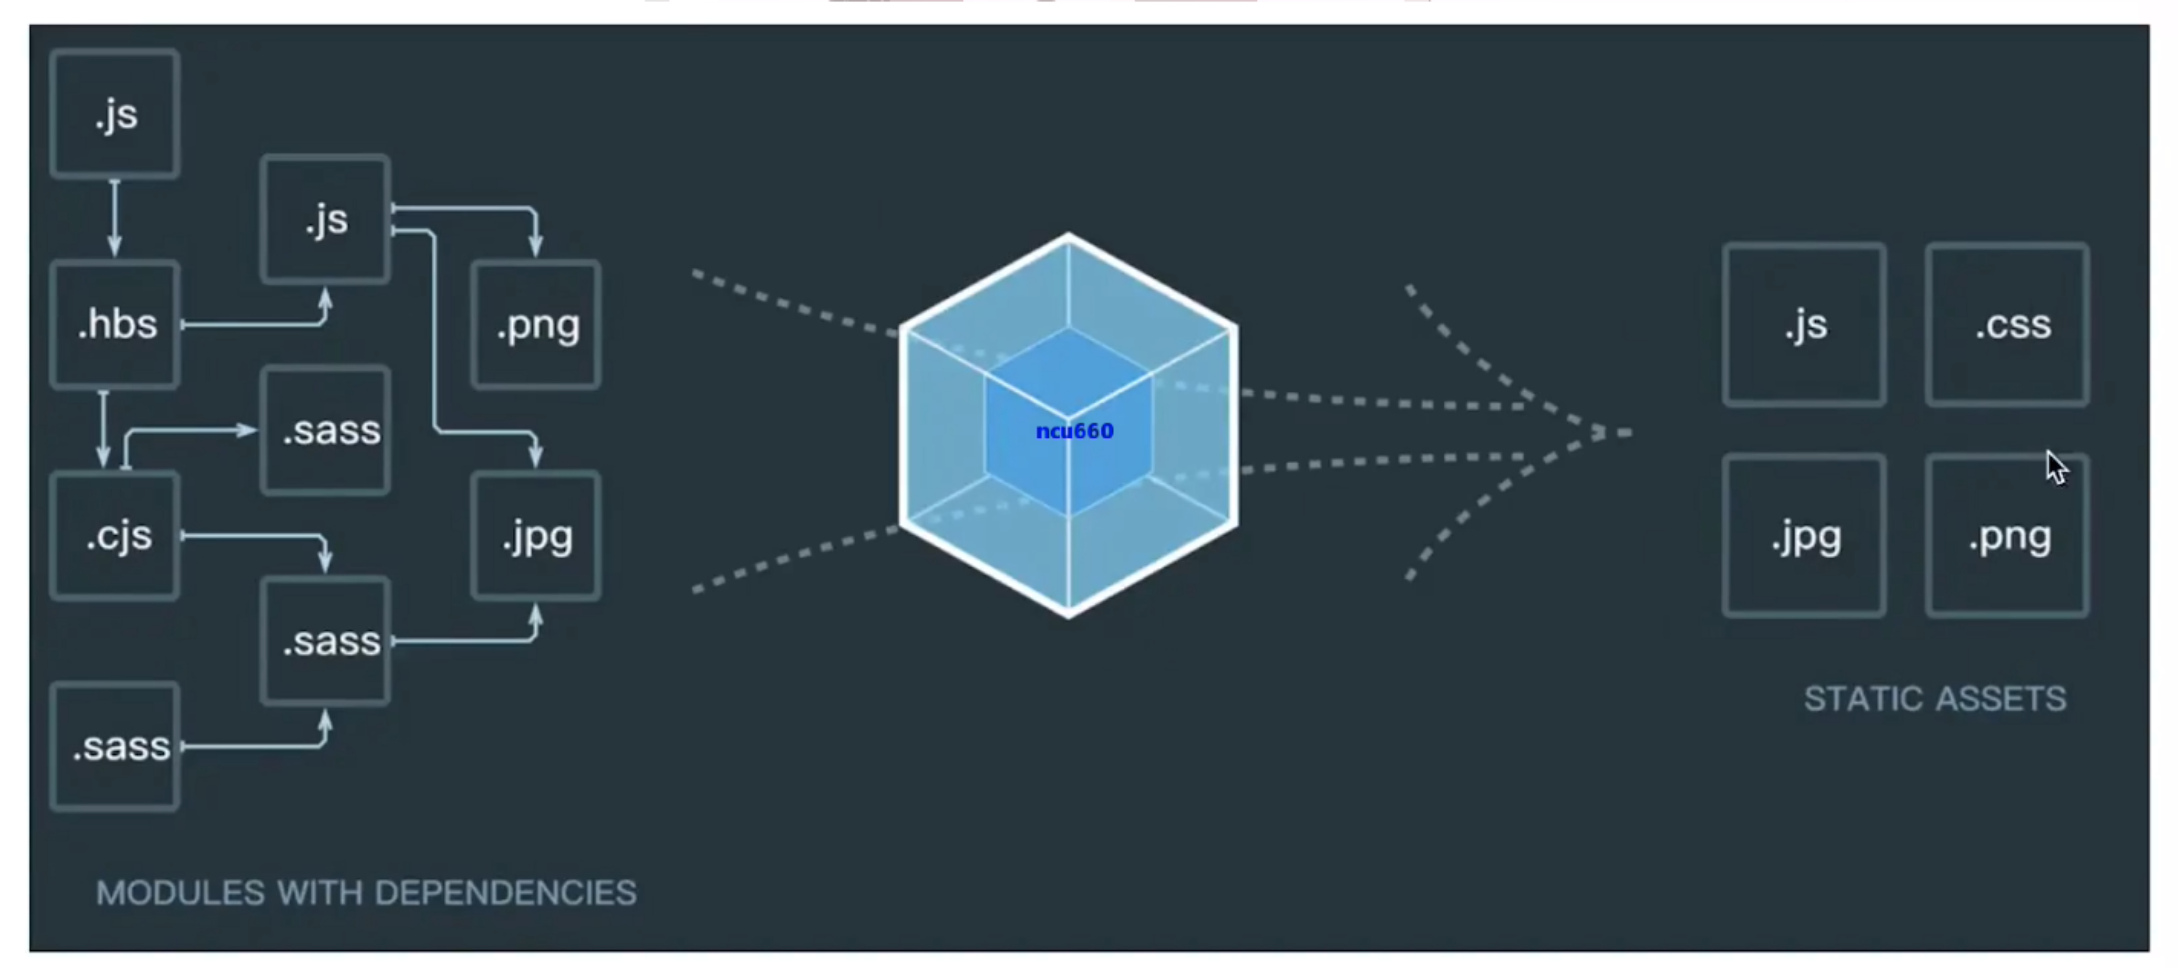 .js
.js
.hbs
.png
.sass
.cjs
.jpg
.sass
.sass
MODULES WITH DEPENDENCIES
ncu660
.js
.css
.jpg
.png
STATIC ASSETS